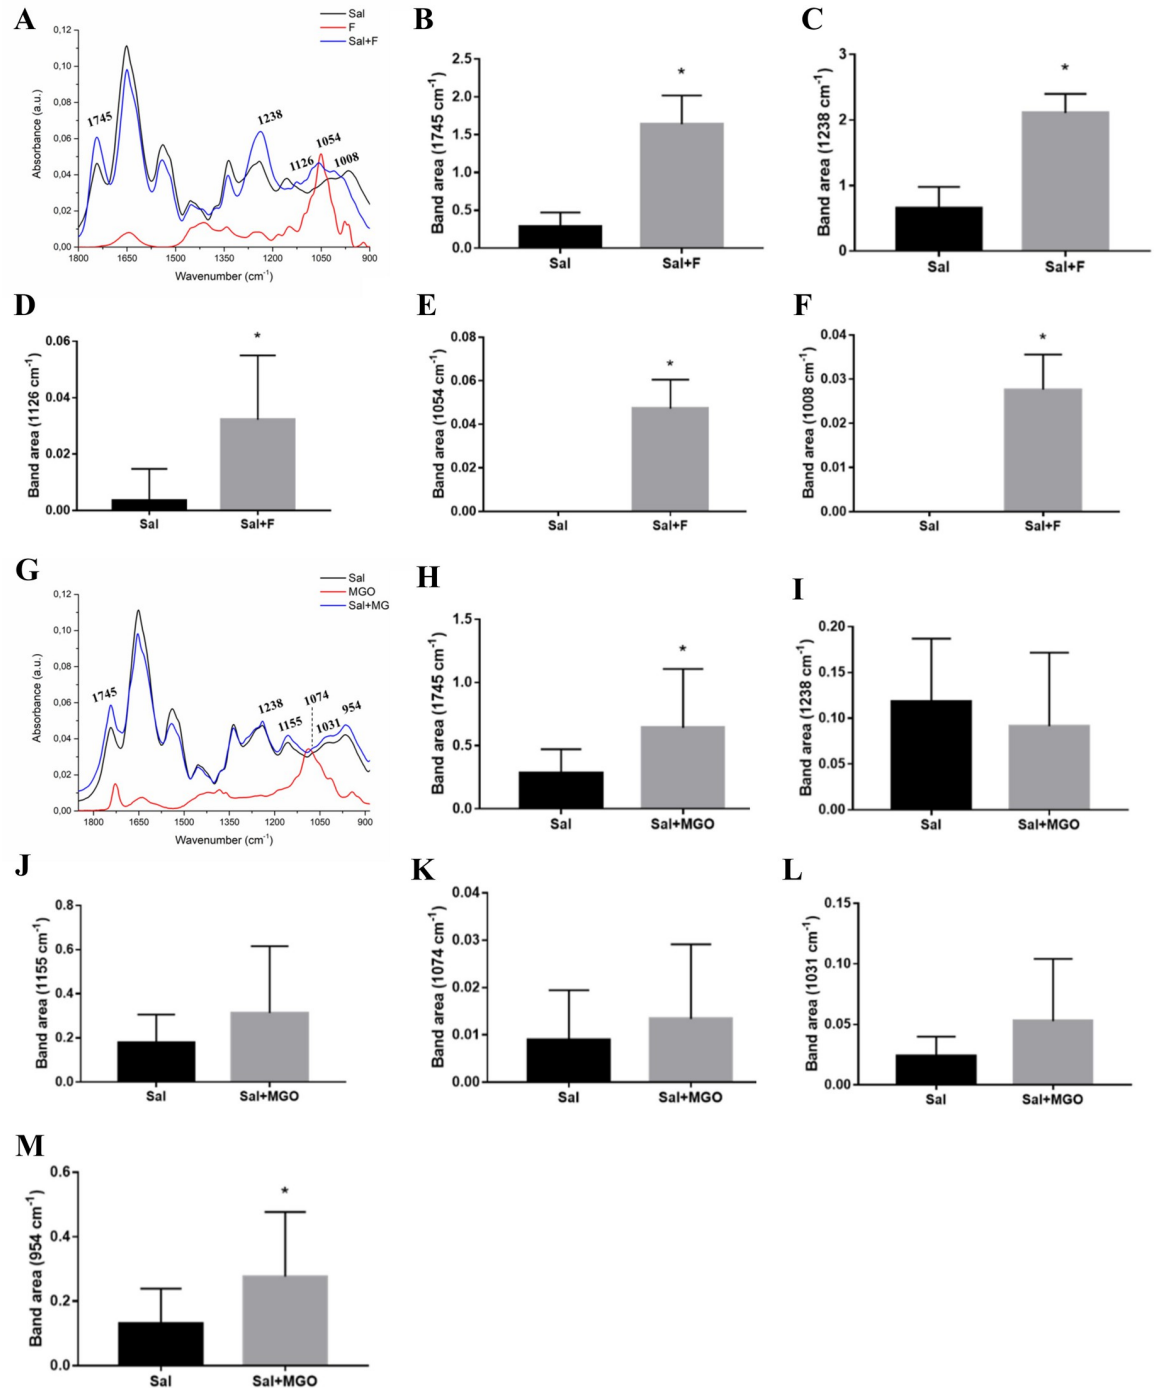 A
Sal
F
Sal+F
0,12
0,10
0,08
0,06
0,04
0,02
0,00
Absorbance (a.u.)
1745
1238
1126
1054
1008
1800 1650 1500 1350 1200 1050 900
Wavenumber (cm-1)
B
2.5
2.0
1.5
1.0
0.5
0.0
Band area (1745 cm-1)
*
Sal Sal+F
C
3
2
1
0
Band area (1238 cm-1)
*
Sal Sal+F
D
0.06
0.04
0.02
0.00
Band area (1126 cm-1)
*
Sal Sal+F
E
0.08
0.06
0.04
0.02
0.00
Band area (1054 cm-1)
*
Sal Sal+F
F
0.04
0.03
0.02
0.01
0.00
Band area (1008 cm-1)
*
Sal Sal+F
G
Sal
MGO
Sal+MG
0,12
0,10
0,08
0,06
0,04
0,02
0,00
Absorbance (a.u.)
1745
1238
1155
1074
1031
954
1800 1650 1500 1350 1200 1050 900
Wavenumber (cm-1)
H
1.5
1.0
0.5
0.0
Band area (1745 cm-1)
*
Sal Sal+MGO
I
0.20
0.15
0.10
0.05
0.00
Band area (1238 cm-1)
Sal Sal+MGO
J
0.8
0.6
0.4
0.2
0.0
Band area (1155 cm-1)
Sal Sal+MGO
K
0.04
0.03
0.02
0.01
0.00
Band area (1074 cm-1)
Sal Sal+MGO
L
0.15
0.10
0.05
0.00
Band area (1031 cm-1)
Sal Sal+MGO
M
0.6
0.4
0.2
0.0
Band area (954 cm-1)
*
Sal Sal+MGO